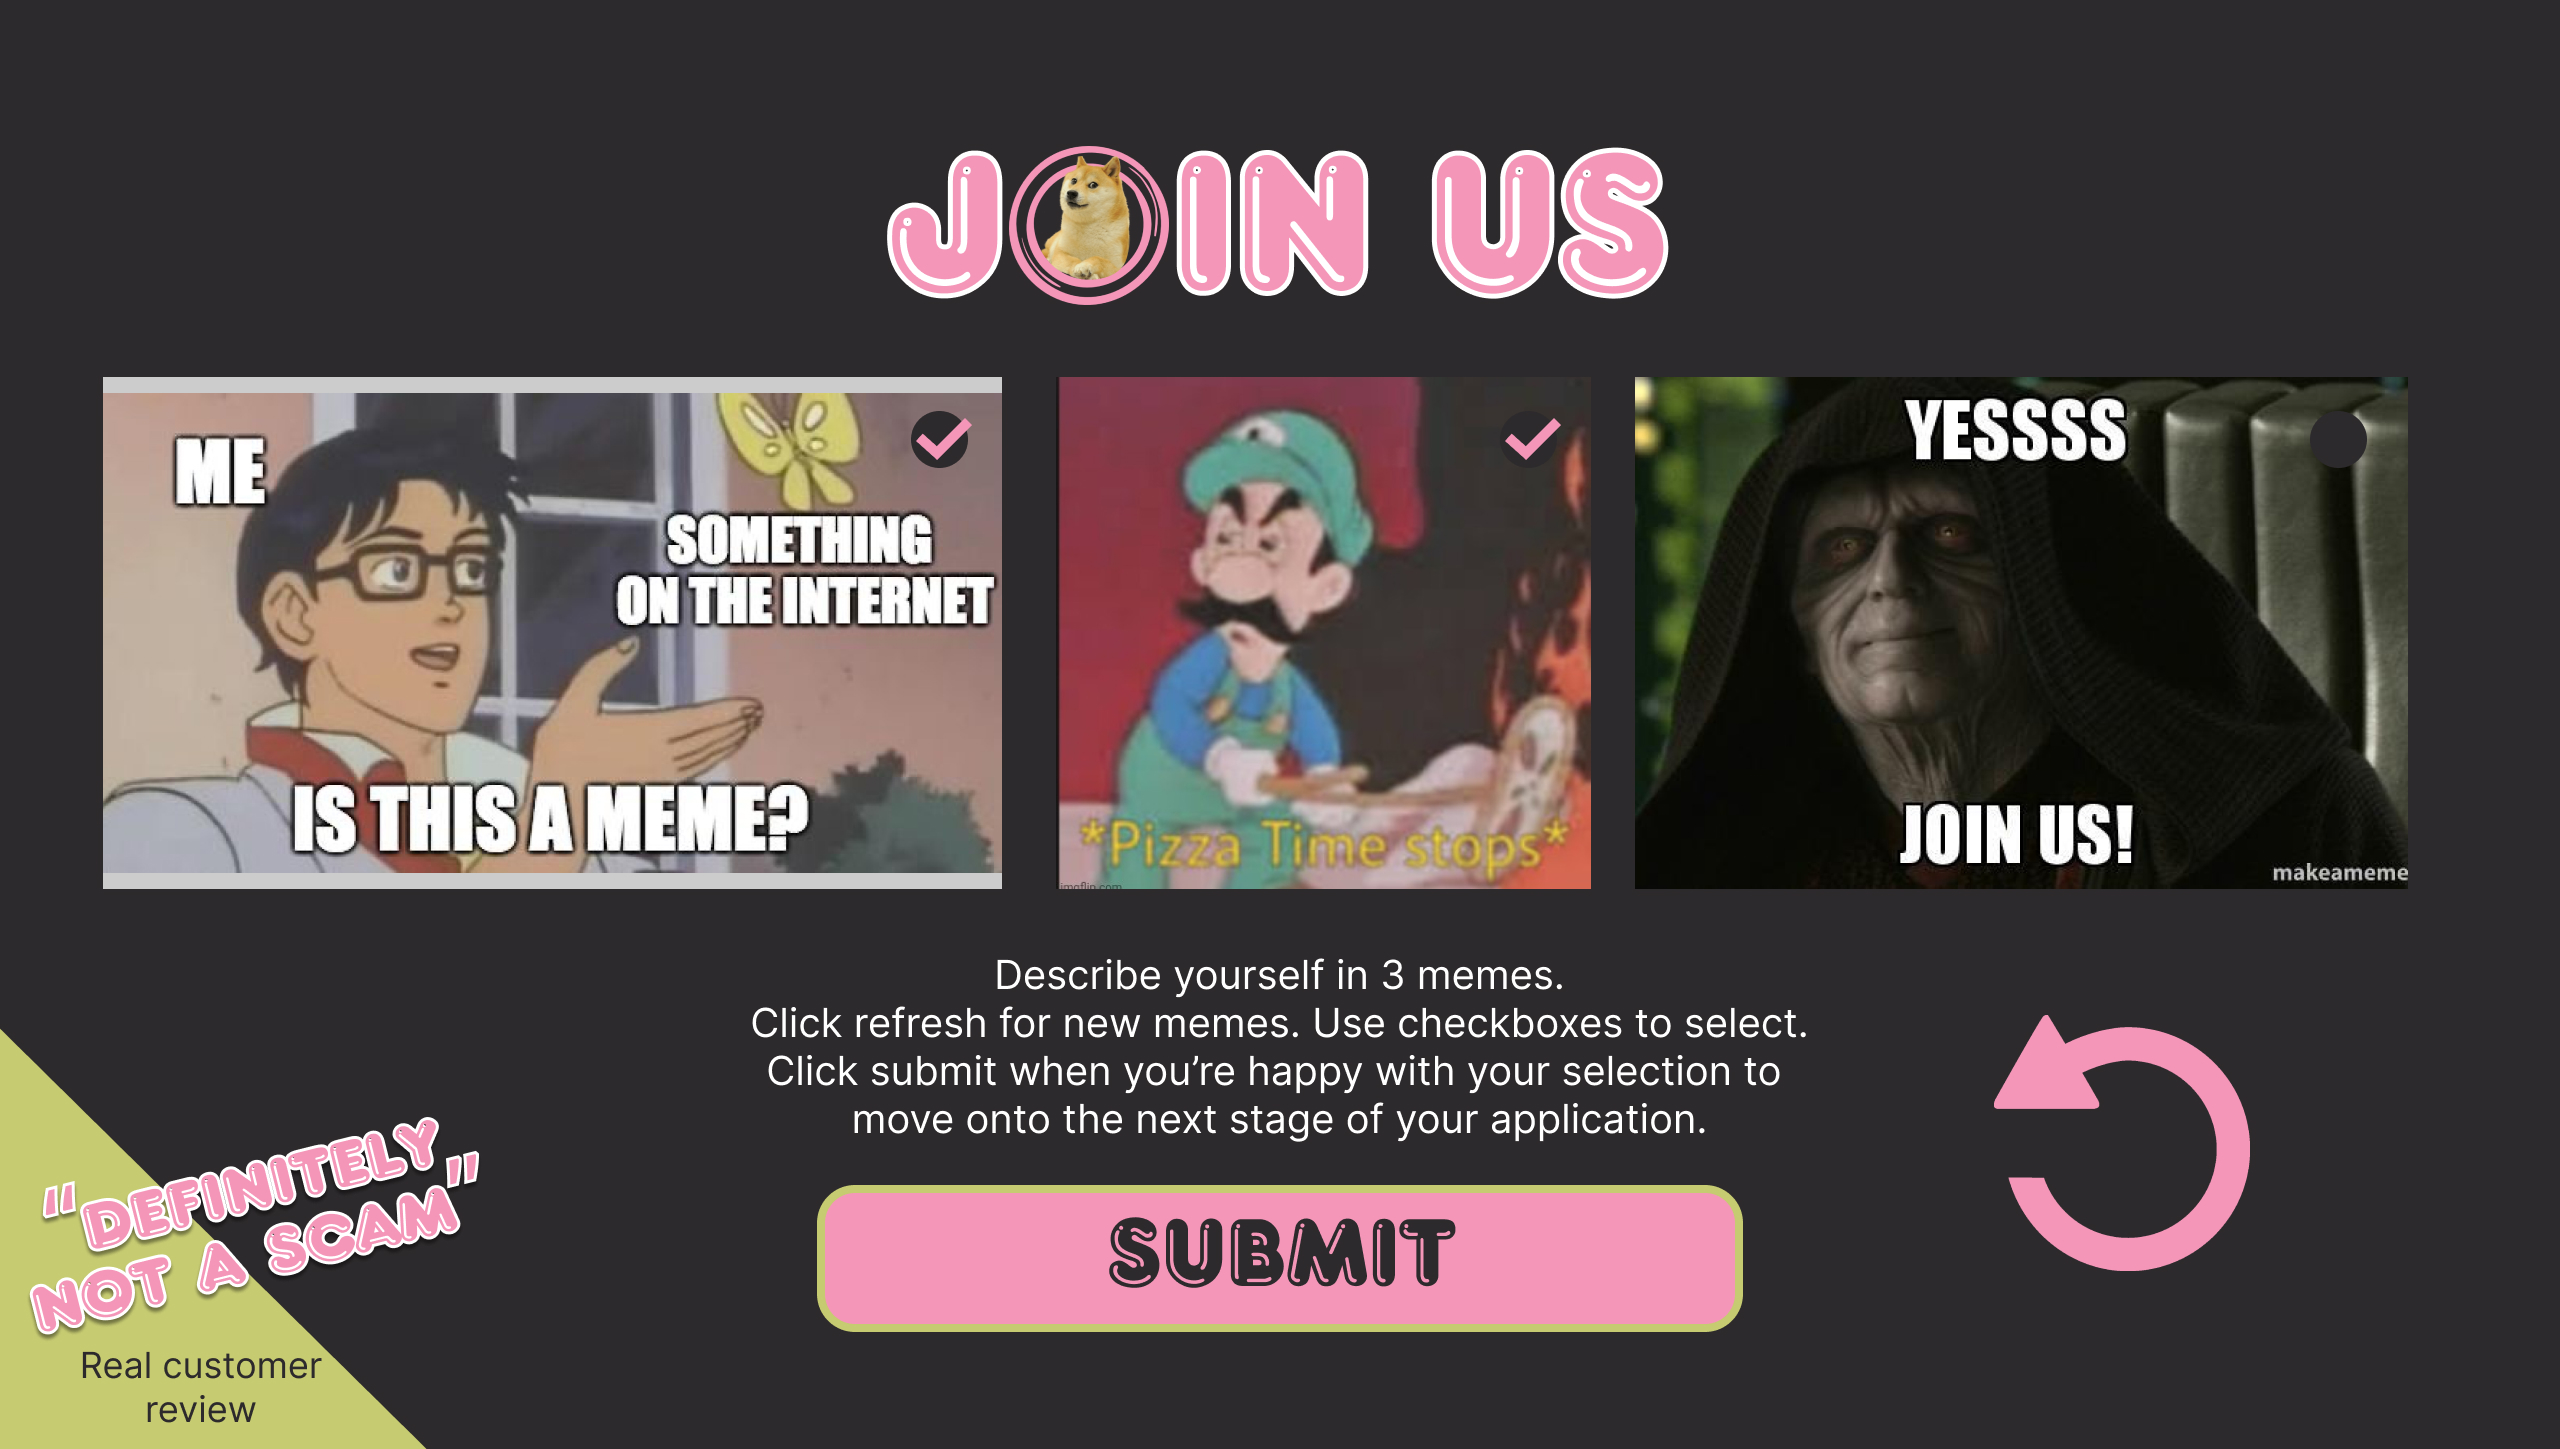 JOIN US
ME
SOMETHING
ON THE INTERNET
IS THIS A MEME?
*Pizza Time stops*
imgflip.com
YESSSS
JOIN US!
makeameme
Describe yourself in 3 memes.
Click refresh for new memes. Use checkboxes to select.
Click submit when you’re happy with your selection to
move onto the next stage of your application.
SUBMIT
“DEFINITELY
NOT A SCAM”
Real customer
review